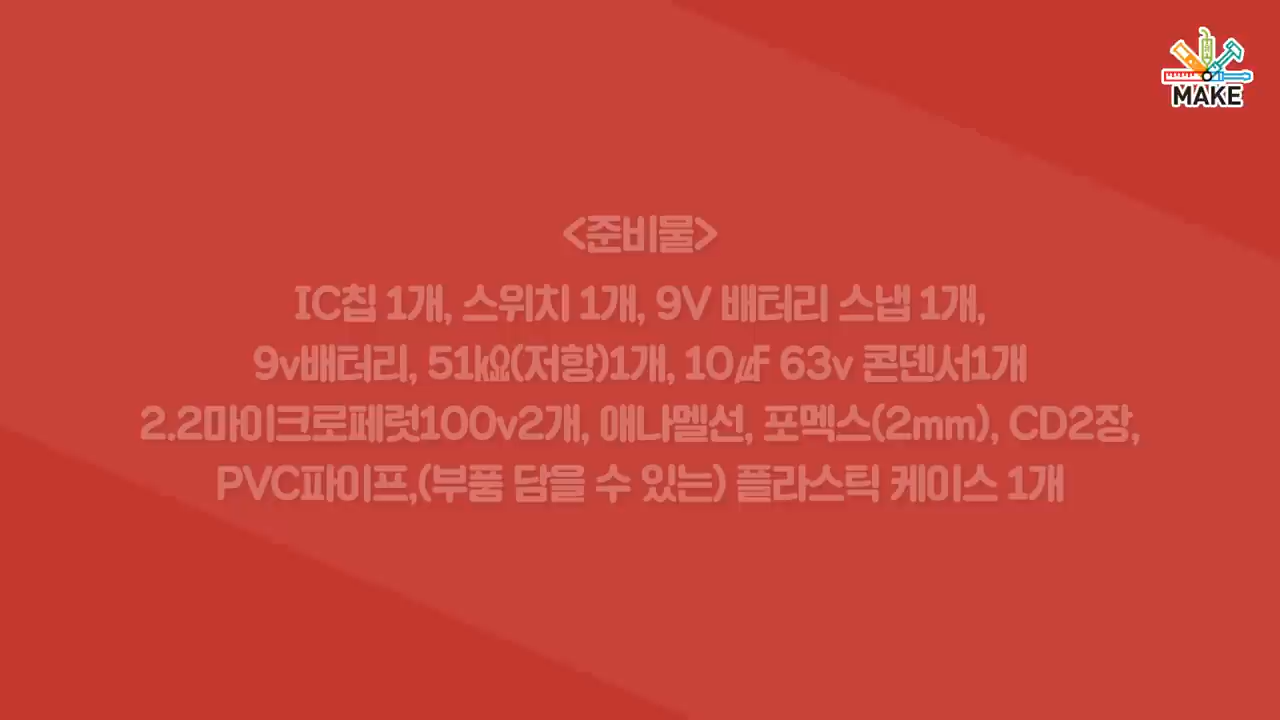 MAKE
<준비물>
IC칩 1개, 스위치 1개, 9V 배터리 스냅 1개,
9v배터리, 51㏀(저항)1개, 10㎌ 63v 콘덴서1개
2.2마이크로페럿100v2개, 애나멜선, 포멕스(2mm), CD2장,
PVC파이프,(부품 담을 수 있는) 플라스틱 케이스 1개